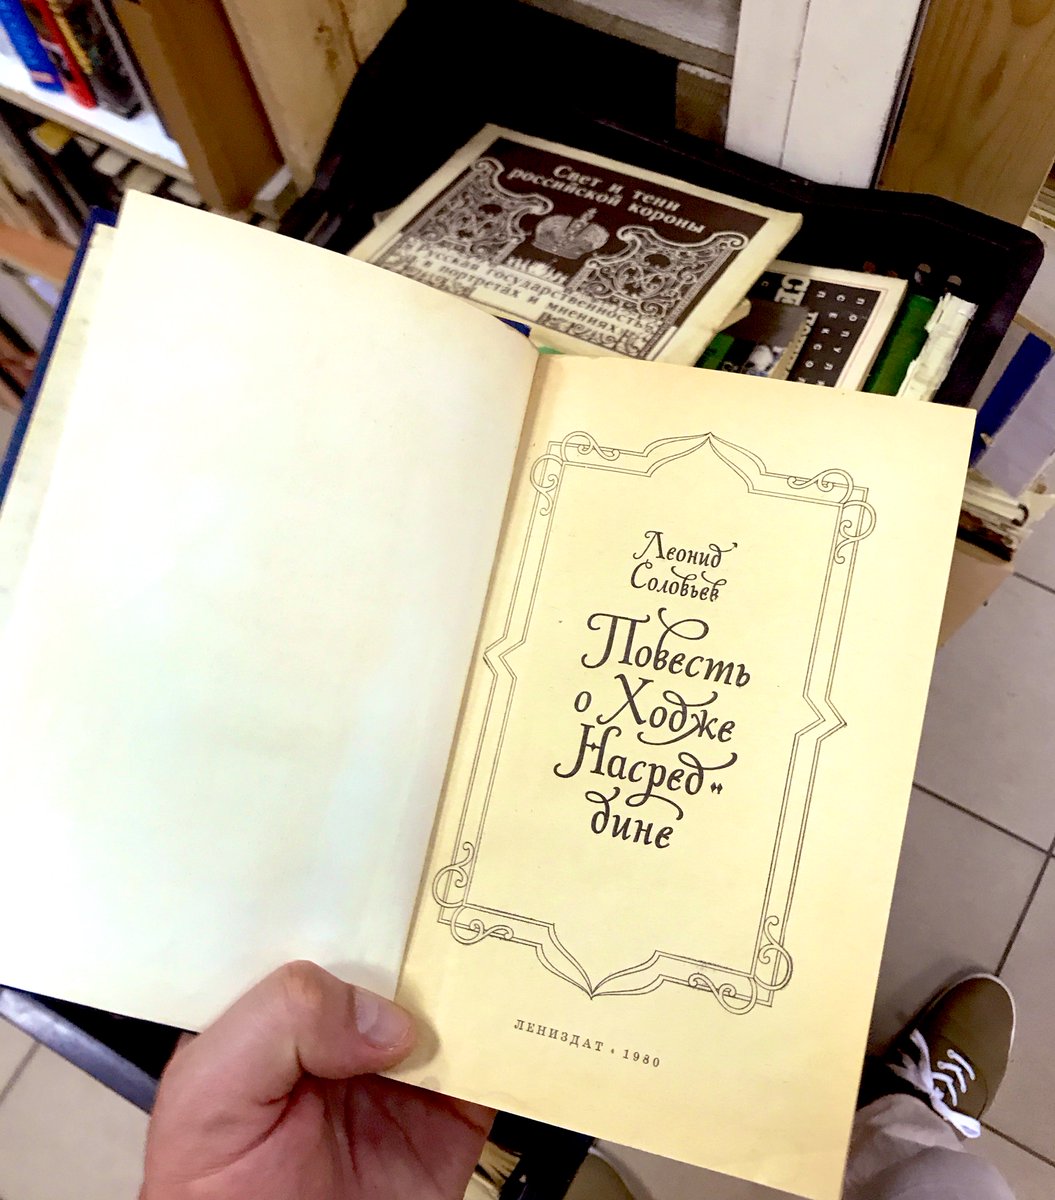 Свет и тени
российской короны
русская государственность
в портретах и мнениях
Леонид
Соловьев
Повесть
о Ходже
Насред-
дине
ЛЕНИЗДАТ • 1980